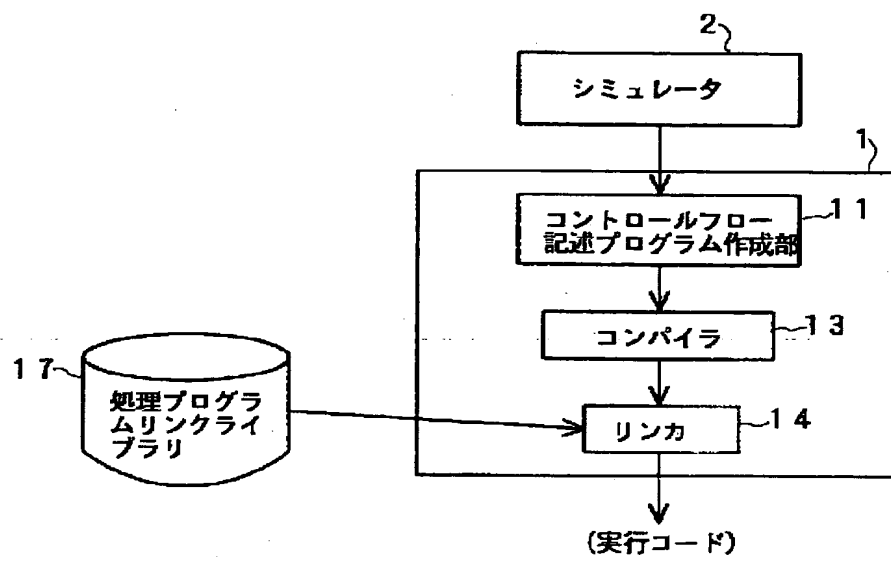 2
シミュレータ
1
コントロールフロー
記述プログラム作成部
11
コンパイラ
13
17
処理プログラ
ムリンクライ
ブラリ
リンカ
14
(実行コード)